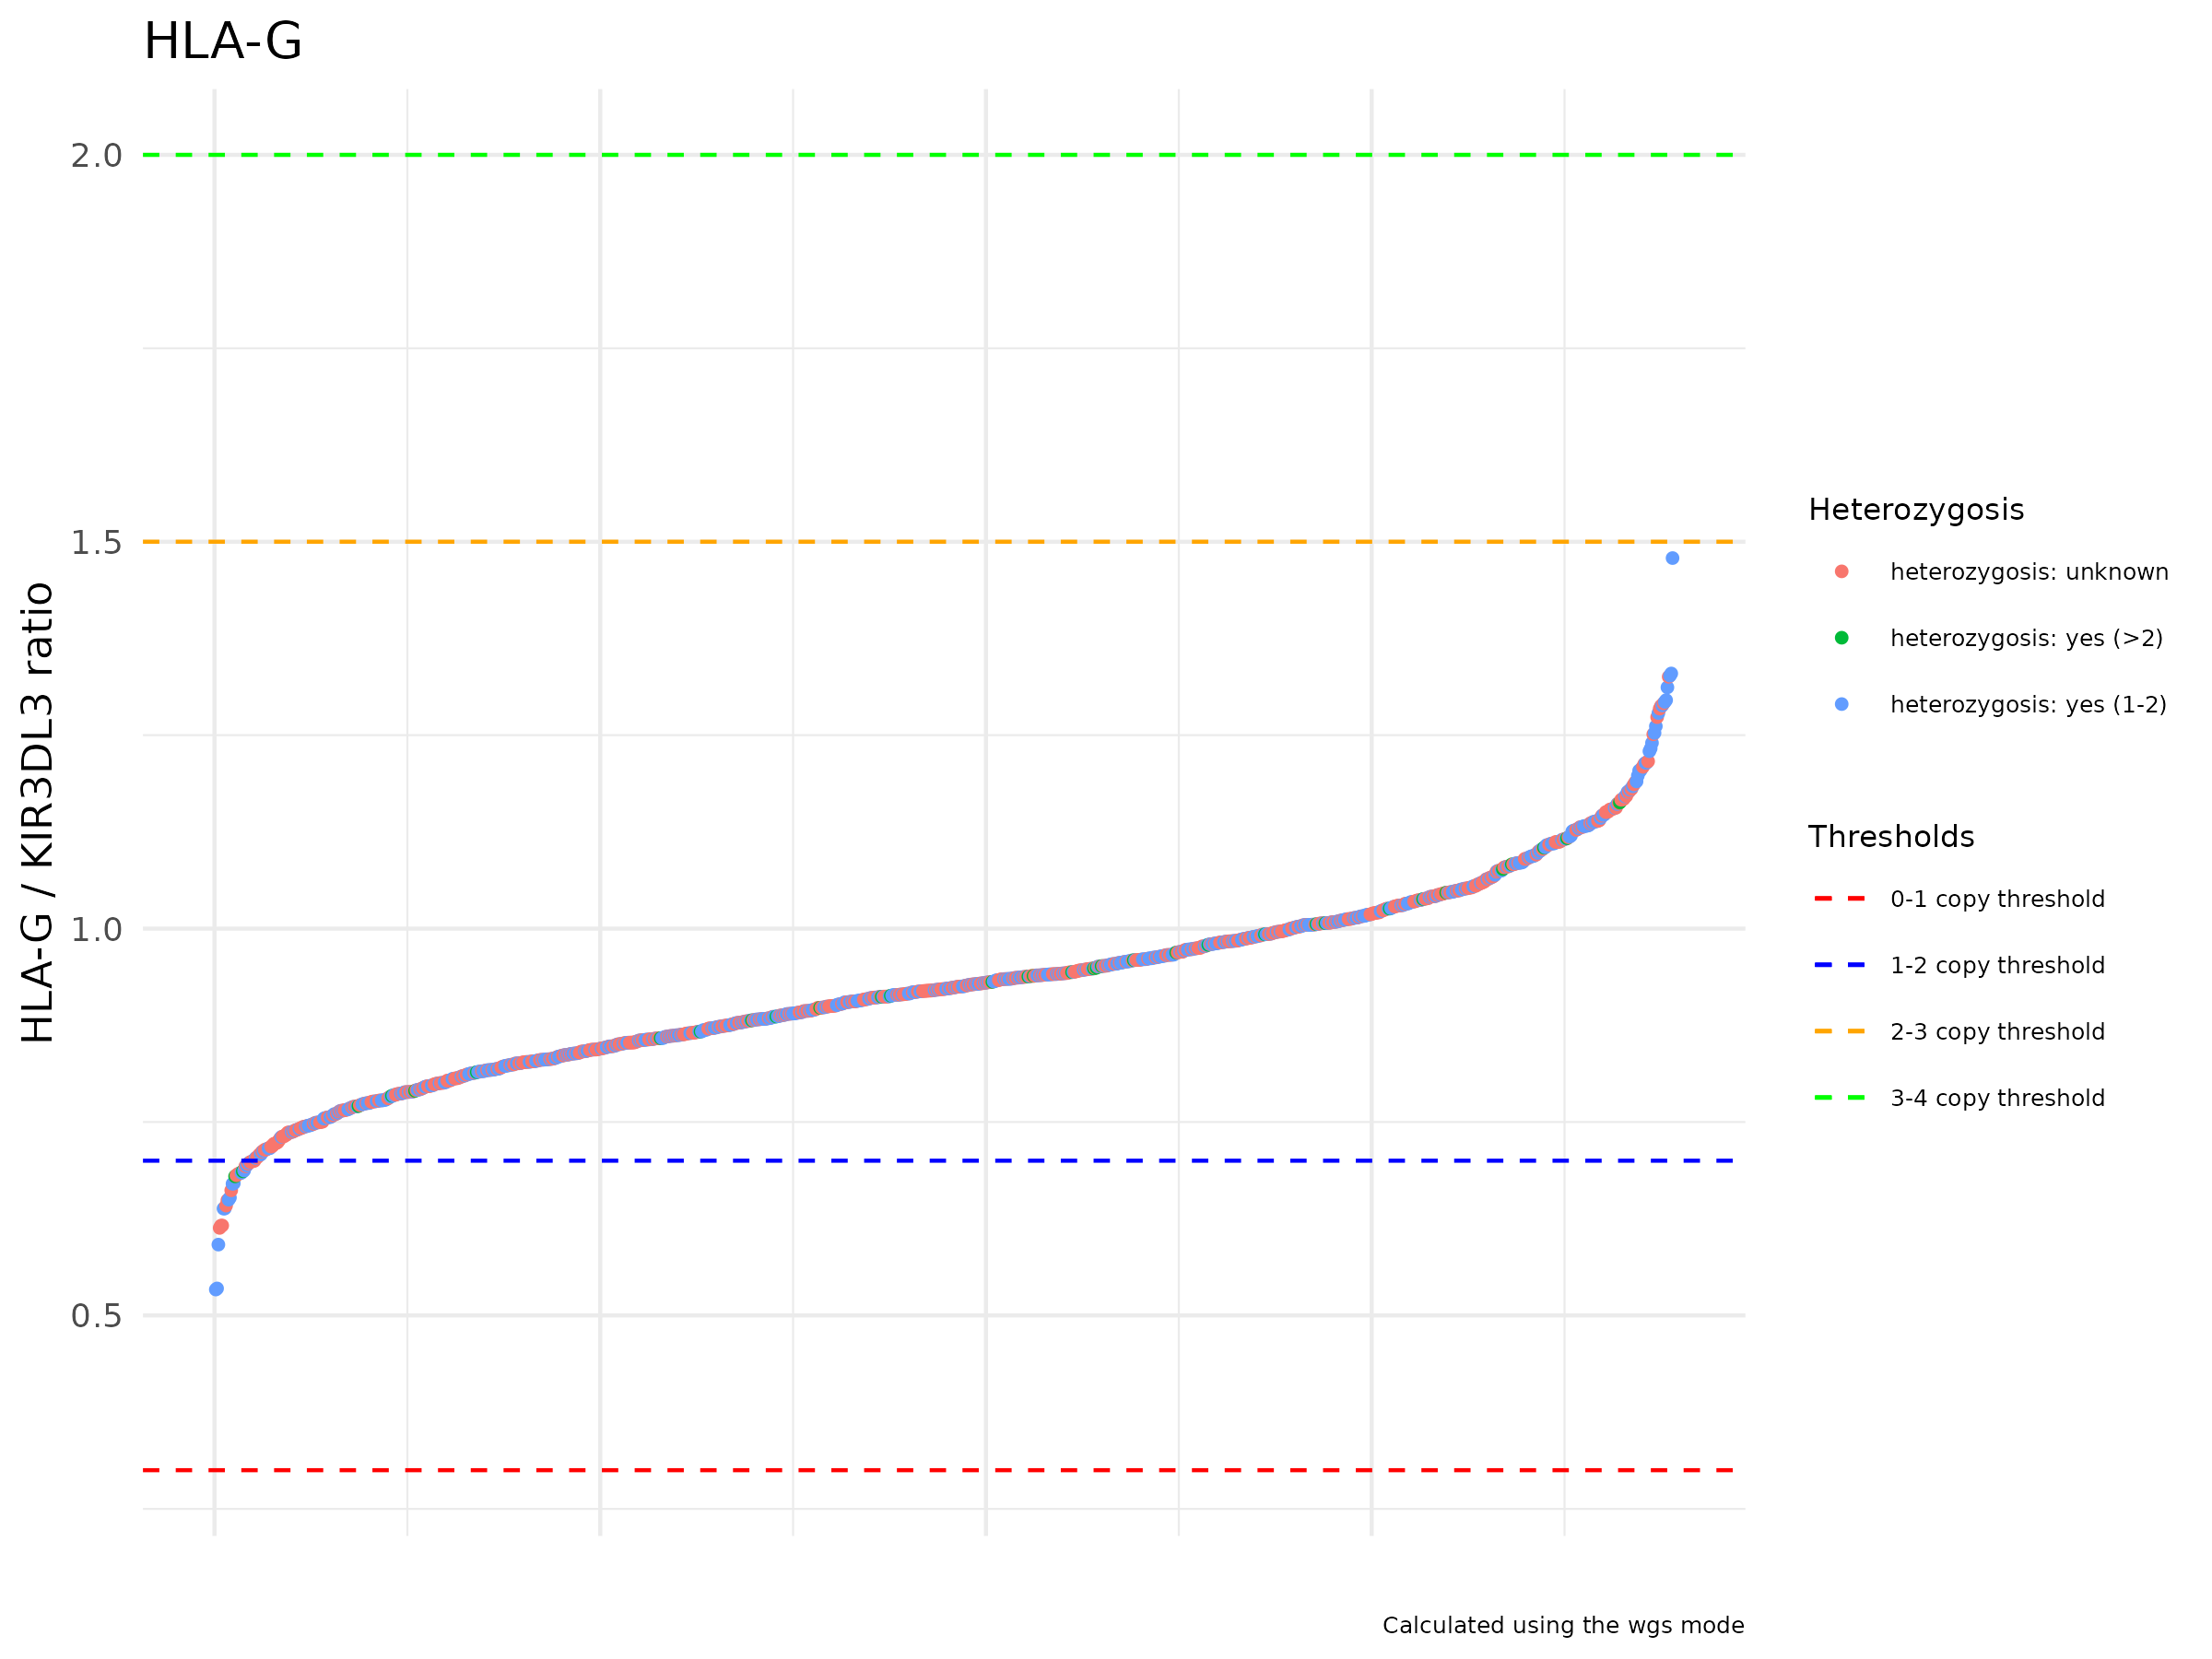 HLA-G
HLA-G / KIR3DL3 ratio
2.0
1.5
1.0
0.5
Heterozygosis
heterozygosis: unknown
heterozygosis: yes (>2)
heterozygosis: yes (1-2)
Thresholds
0-1 copy threshold
1-2 copy threshold
2-3 copy threshold
3-4 copy threshold
Calculated using the wgs mode